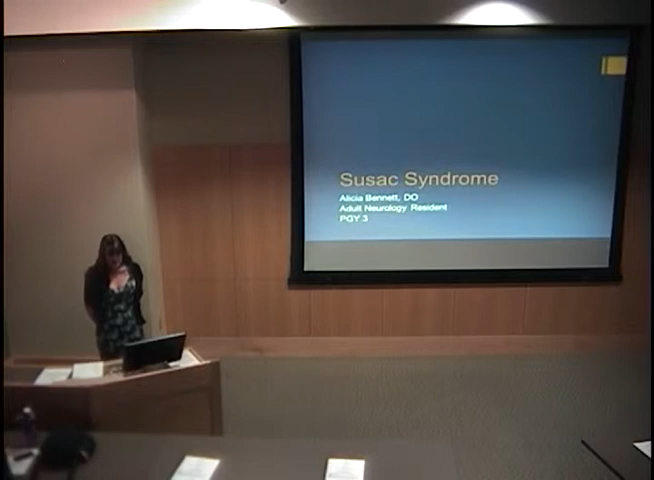 Susac Syndrome
Alicia Bennett, DO
Adult Neurology Resident
PGY 3